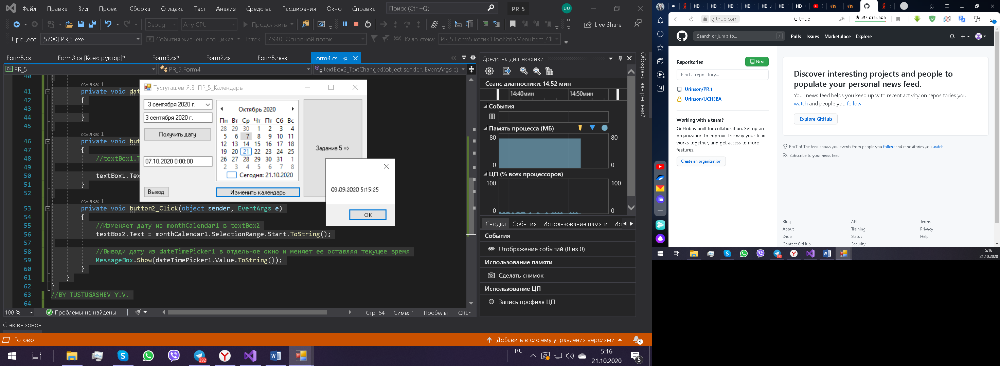 Файл Правка Вид Проект Сборка Отладка Тест Анализ Средства Расширения Окно Справка Поиск (Ctrl+Q) PR_5 UU
Debug Any CPU Продолжить Live Share
Процесс: [5700] PR_5.exe События жизненного цикла Поток: [4940] Основной поток Кадр стека: PR_5.Form5.котик1ToolStripMenuItem_Cli
Form5.cs Form3.cs [Конструктор]* Form3.cs* Form2.cs Form5.resx Form4.cs
C# PR_5 PR_5.Form4 textBox2_TextChanged(object sender, EventArgs e)
40
ссылка: 1
41 private void dat
42 {
43
44 }
45
ссылка: 1
46 private void but
47 {
48 //textBox1.T
49
50 textBox1.Tex
51 }
52
ссылка: 1
53 private void button2_Click(object sender, EventArgs e)
54 {
55 //Изменяет дату из monthCalendar1 в textBox2
56 textBox2.Text = monthCalendar1.SelectionRange.Start.ToString();
57
58 //Выводи дату из dateTimePicker1 в отдельное окно и меняет ее оставляя текущее время
59 MessageBox.Show(dateTimePicker1.Value.ToString());
60 }
61 }
62 }
63 //BY TUSTUGASHEV Y.V.
64
100 % Проблемы не найдены. Стр: 64 Симв: 1 Пробелы CRLF
Стек вызовов
Готово Добавить в систему управления версиями 3
Тустугашев Я.В. ПР_5_Календарь
3 сентября 2020 г.
3 сентября 2020 г.
Получить дату
07.10.2020 0:00:00
Выход
Октябрь 2020
Пн Вт Ср Чт Пт Сб Вс
28 29 30 1 2 3 4
5 6 7 8 9 10 11
12 13 14 15 16 17 18
19 20 21 22 23 24 25
26 27 28 29 30 31 1
2 3 4 5 6 7 8
Сегодня: 21.10.2020
Изменить календарь
Задание 5 =>
03.09.2020 5:15:25
OK
Средства диагностики
Сеанс диагностики: 14:52 мин
14:40мин 14:50мин
События
Память процесса (МБ)
80 80
0 0
ЦП (% всех процессоров)
100 100
0 0
Сводка События Использование памяти Ис
События
Отображение событий (0 из 0)
Использование памяти
Сделать снимок
Использование ЦП
Запись профиля ЦП
Обозреватель решений
392 RU 5:16
21.10.2020 5
github.com GitHub ★597 отзывов
Search or jump to... / Pulls Issues Marketplace Explore
Repositories New
Find a repository...
Urinson/PR.1
Urinson/UCHEBA
Working with a team?
GitHub is built for collaboration. Set up an
organization to improve the way your team
works together, and get access to more
features.
Create an organization
Discover interesting projects and people to
populate your personal news feed.
Your news feed helps you keep up with recent activity on repositories you
watch and people you follow.
Explore GitHub
ProTip! The feed shows you events from people you follow and repositories you watch.
Subscribe to your news feed
Blog API Terms
About Training Privacy
Shop Status Help
Contact GitHub Security
14
392 5:16
21.10.2020